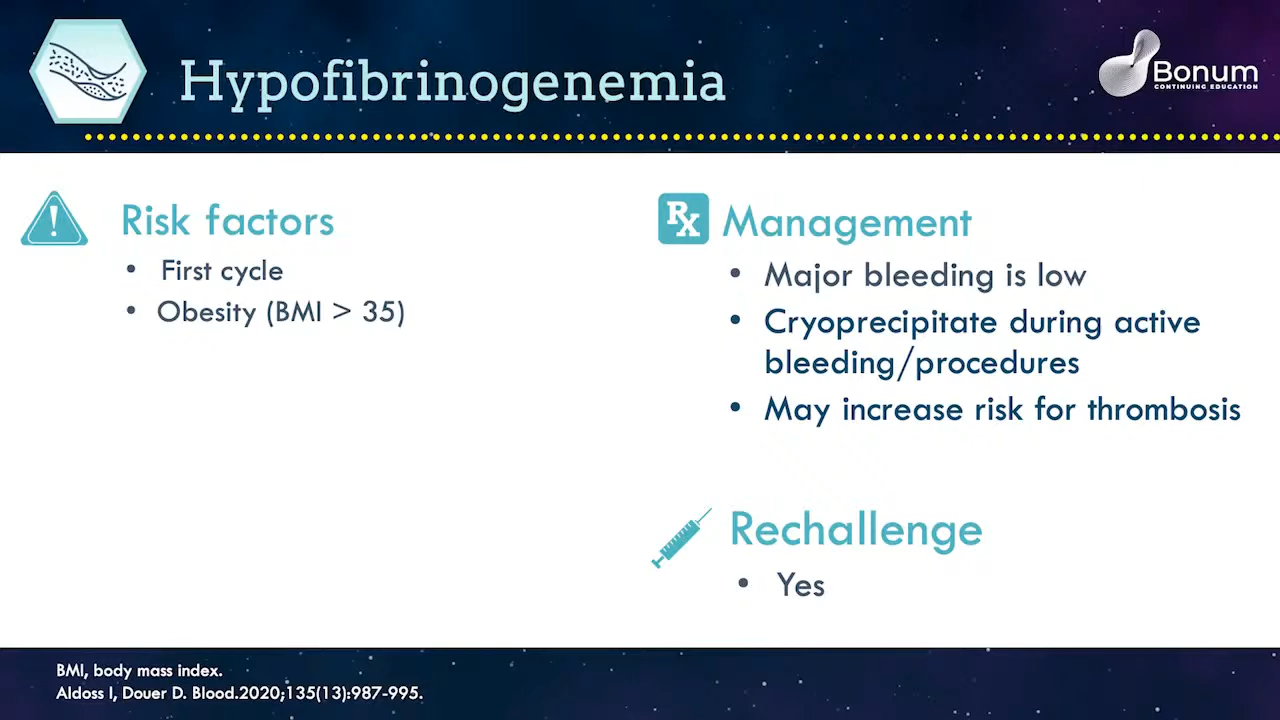 Hypofibrinogenemia
Bonum
CONTINUING EDUCATION
!
Risk factors
• First cycle
• Obesity (BMI > 35)
Rx
Management
• Major bleeding is low
• Cryoprecipitate during active
bleeding/procedures
• May increase risk for thrombosis
Rechallenge
• Yes
BMI, body mass index.
Aldoss I, Douer D. Blood.2020;135(13):987-995.